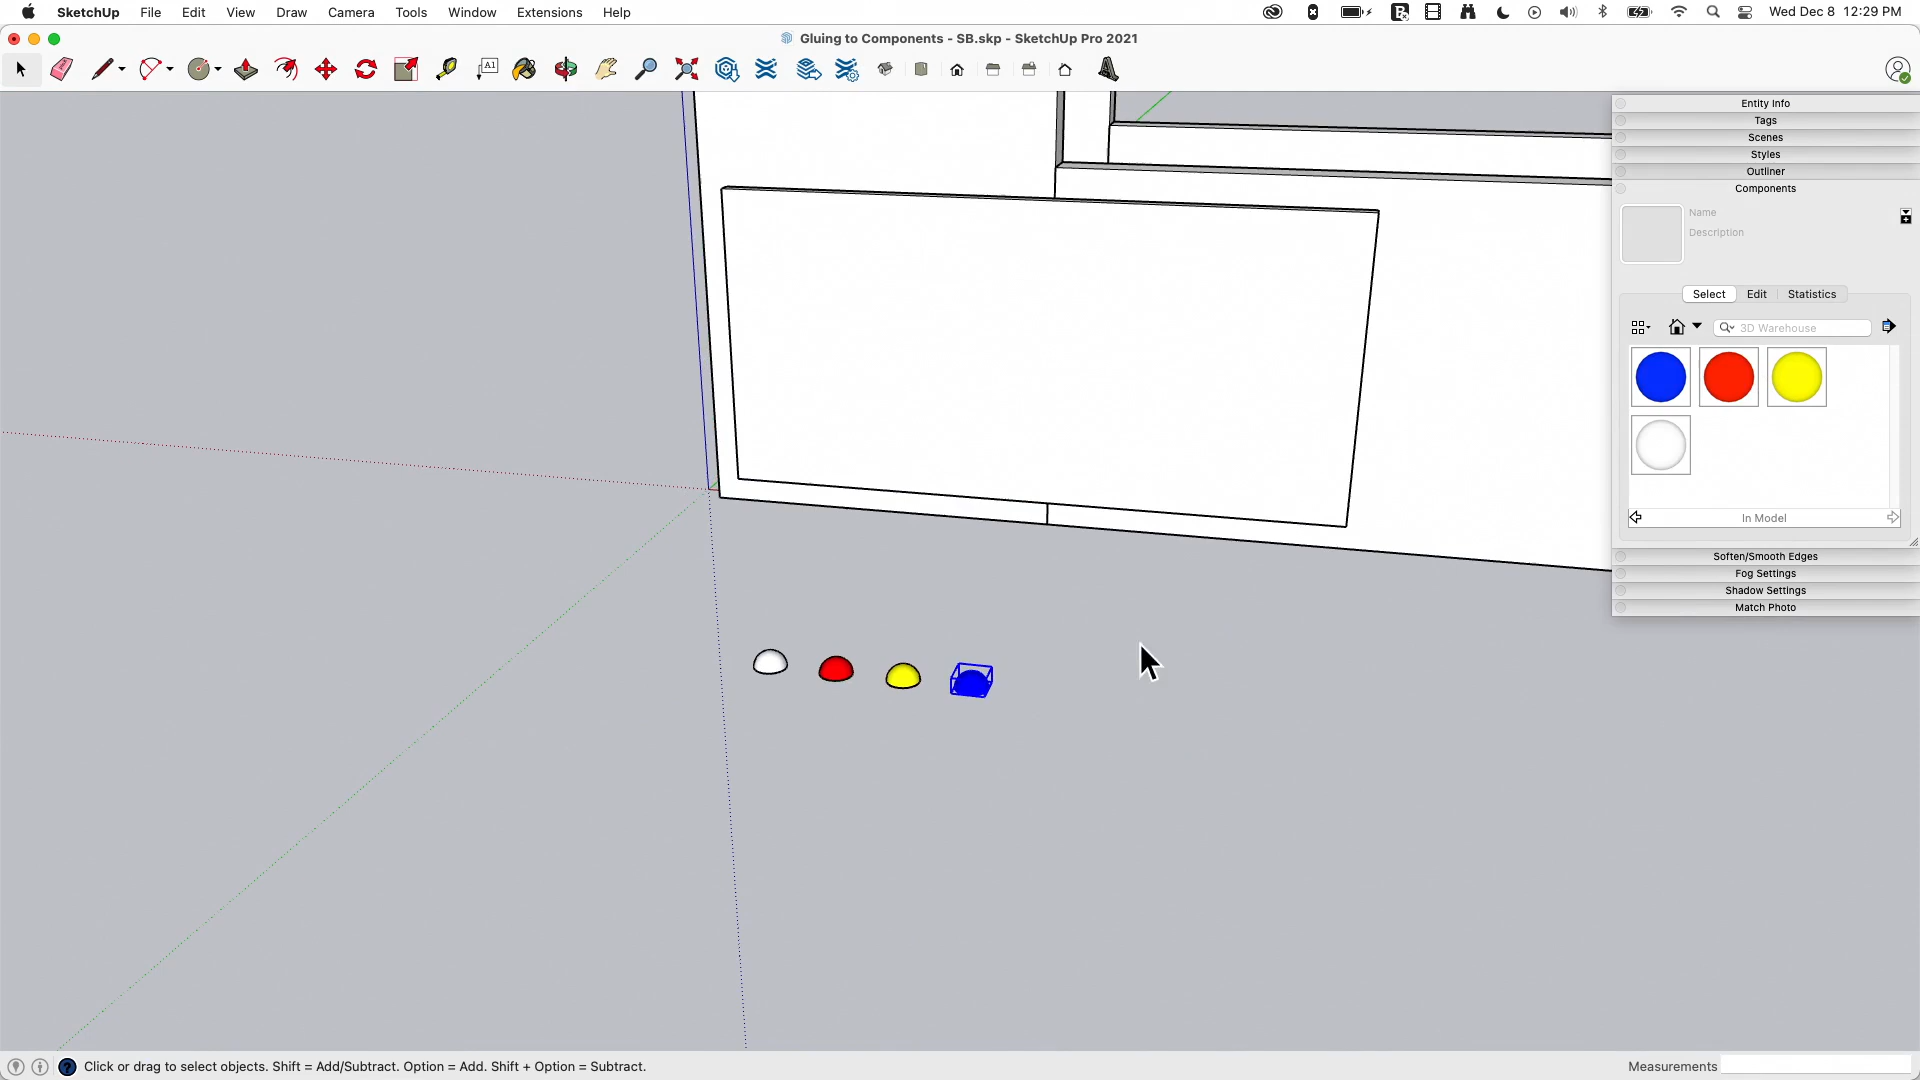 SketchUp File Edit View Draw Camera Tools Window Extensions Help Wed Dec 8 12:29 PM
Gluing to Components - SB.skp - SketchUp Pro 2021
A1
Entity Info
Tags
Scenes
Styles
Outliner
Components
Name
Description
Select Edit Statistics
3D Warehouse
In Model
Soften/Smooth Edges
Fog Settings
Shadow Settings
Match Photo
Click or drag to select objects. Shift = Add/Subtract. Option = Add. Shift + Option = Subtract. Measurements